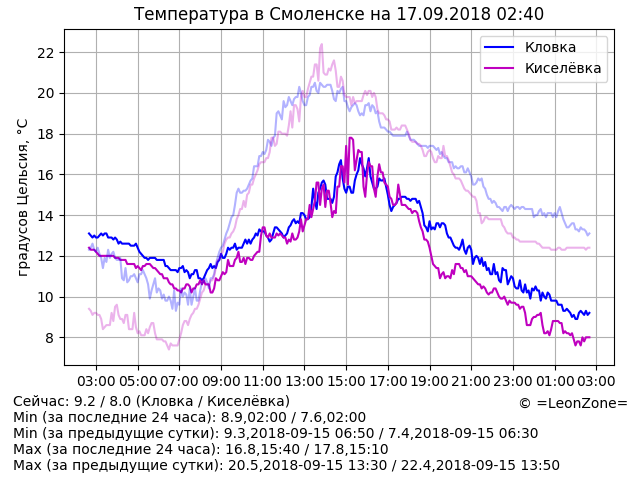 Температура в Смоленске на 17.09.2018 02:40
градусов Цельсия, °C
22
20
18
16
14
12
10
8
Кловка
Киселёвка
03:00 05:00 07:00 09:00 11:00 13:00 15:00 17:00 19:00 21:00 23:00 01:00 03:00
Сейчас: 9.2 / 8.0 (Кловка / Киселёвка)
© =LeonZone=
Min (за последние 24 часа): 8.9,02:00 / 7.6,02:00
Min (за предыдущие сутки): 9.3,2018-09-15 06:50 / 7.4,2018-09-15 06:30
Max (за последние 24 часа): 16.8,15:40 / 17.8,15:10
Max (за предыдущие сутки): 20.5,2018-09-15 13:30 / 22.4,2018-09-15 13:50